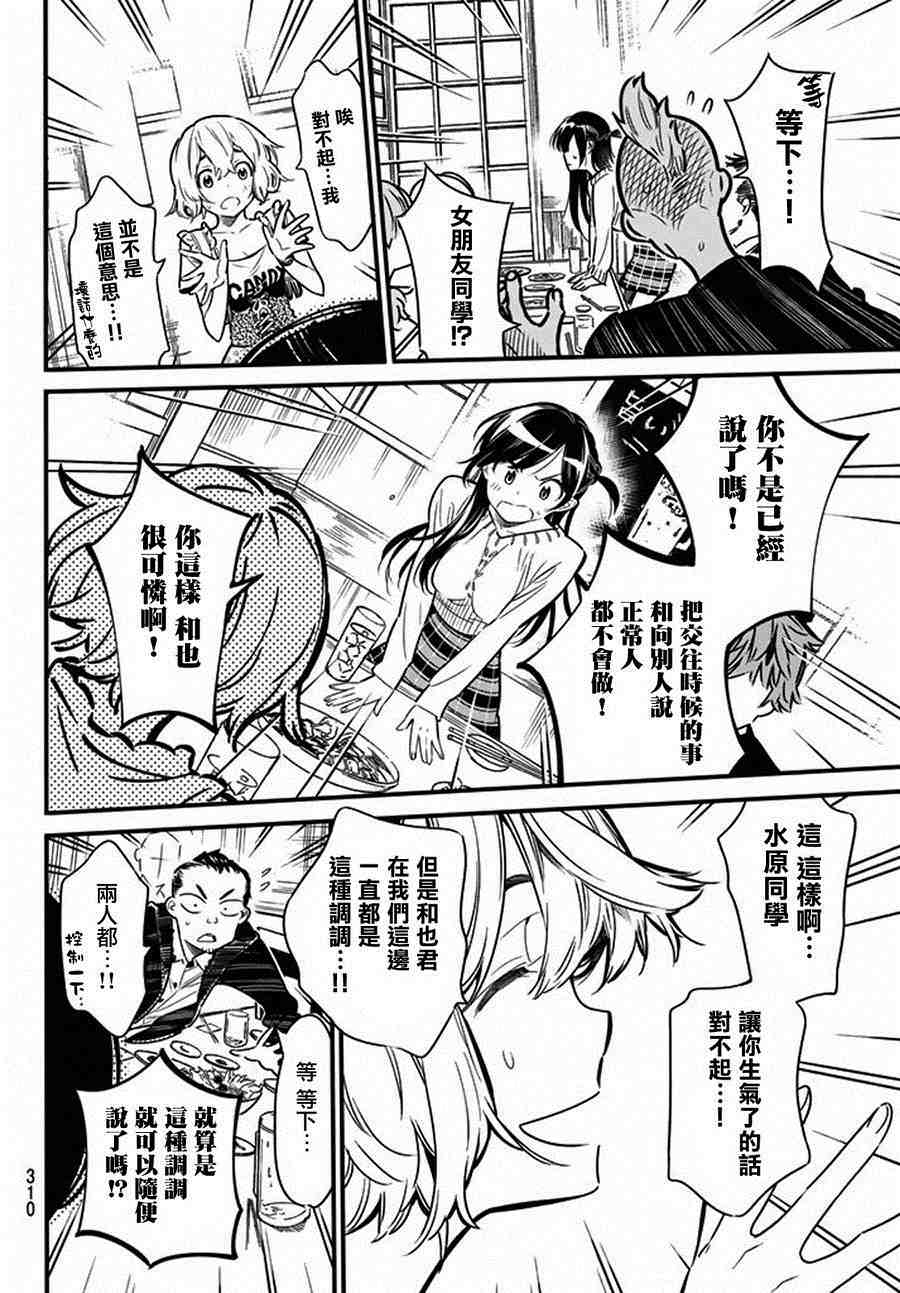 等
等下…!
女朋友同學!?
唉
對不起…我
並不是
這個意思…!!
壞話什麼的
你不是已經
說了嗎!
把交往時候的事
和向別人說
正常人
都不會做!
你這樣 和也
很可憐啊!
這 這樣啊…
水原同學
讓你生氣了的話
對不起…!
但是和也君
在我們這邊
一直都是
這種調調…!!
等 等下…
兩人都…!!
控制一下…
就算是
這種調調
就可以隨便
說了嗎!?
CANDY
310